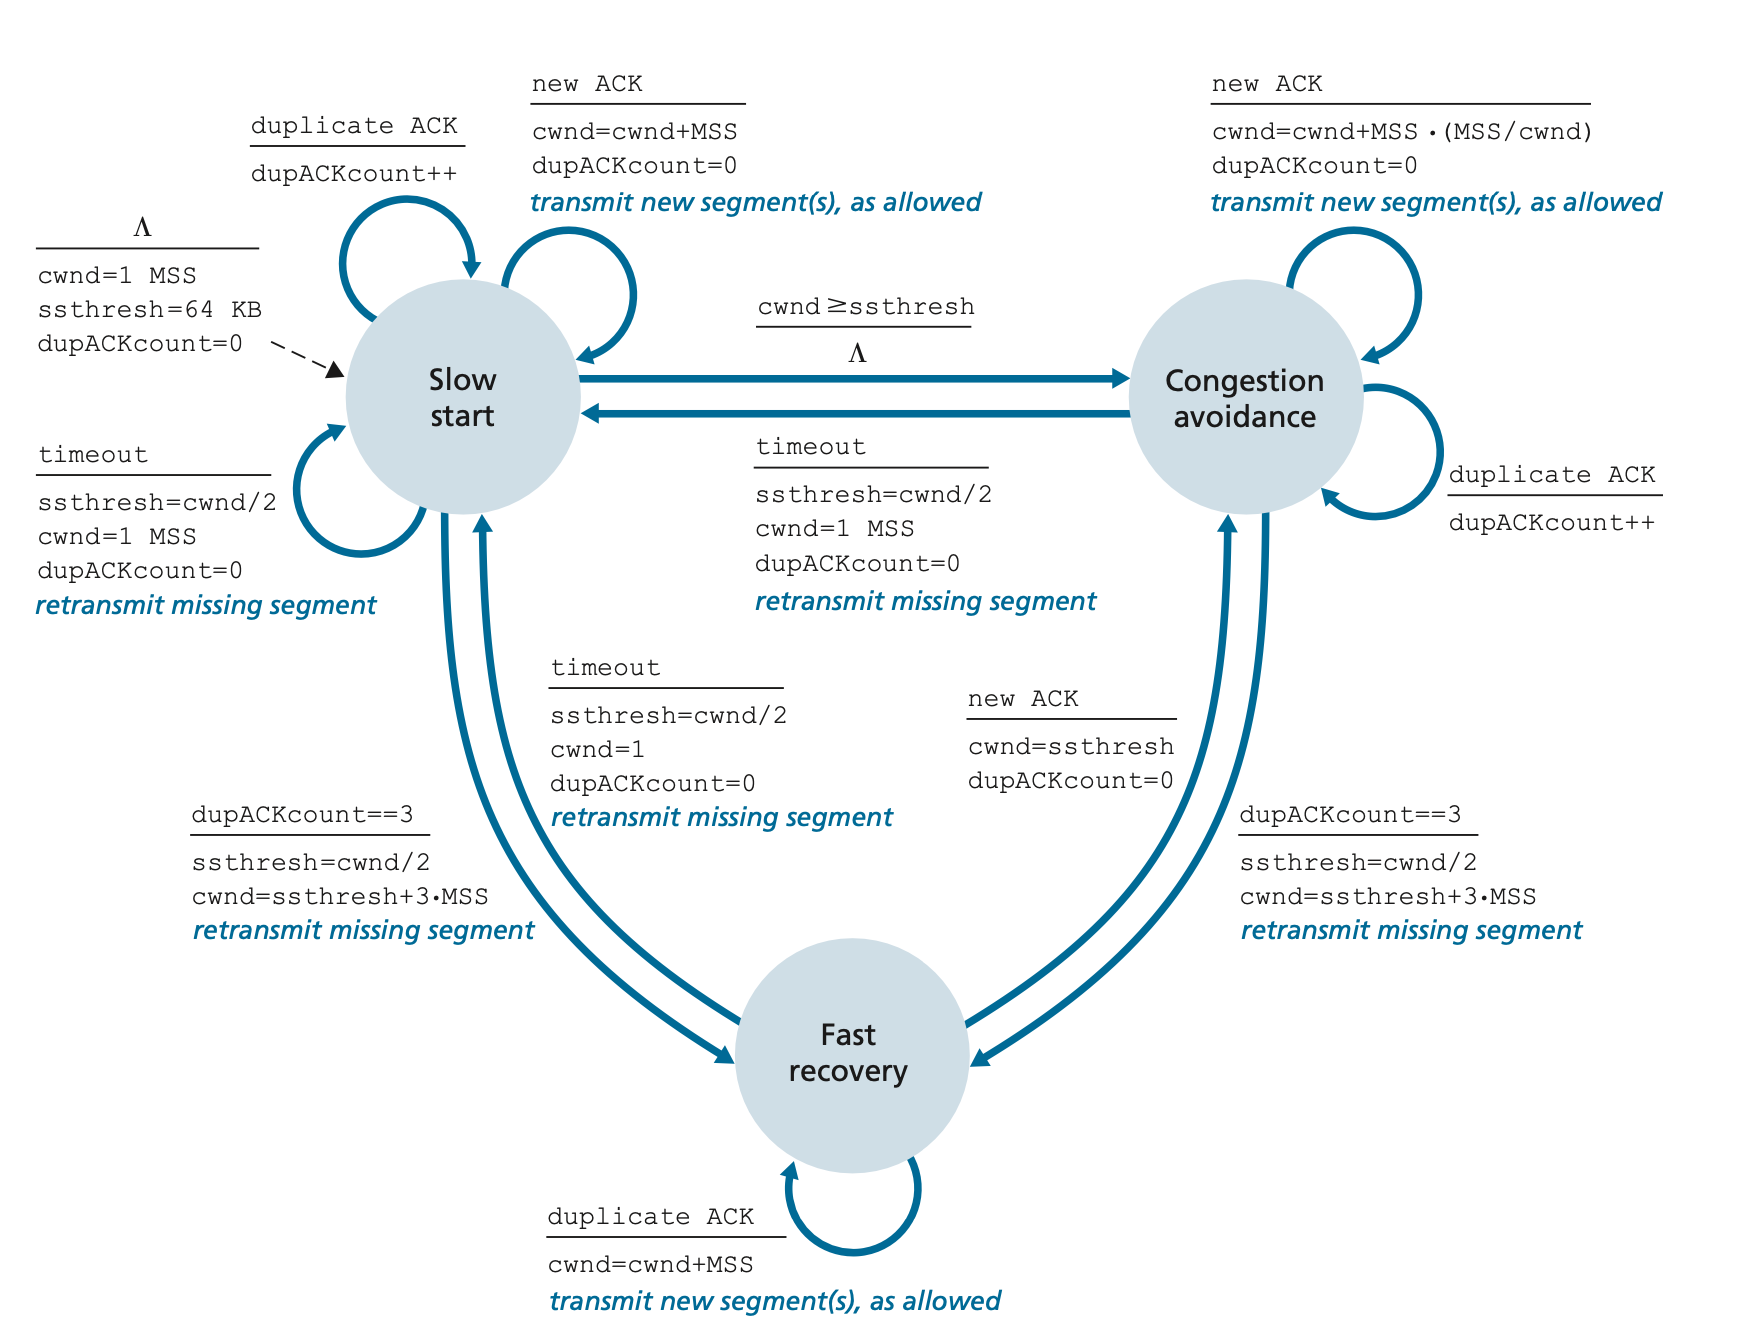 new ACK
cwnd=cwnd+MSS
dupACKcount=0
transmit new segment(s), as allowed
new ACK
cwnd=cwnd+MSS·(MSS/cwnd)
dupACKcount=0
transmit new segment(s), as allowed
duplicate ACK
dupACKcount++
Λ
cwnd=1 MSS
ssthresh=64 KB
dupACKcount=0
cwnd≥ssthresh
Λ
Slow
start
Congestion
avoidance
timeout
ssthresh=cwnd/2
cwnd=1 MSS
dupACKcount=0
retransmit missing segment
timeout
ssthresh=cwnd/2
cwnd=1 MSS
dupACKcount=0
retransmit missing segment
duplicate ACK
dupACKcount++
timeout
ssthresh=cwnd/2
cwnd=1
dupACKcount=0
retransmit missing segment
new ACK
cwnd=ssthresh
dupACKcount=0
dupACKcount==3
ssthresh=cwnd/2
cwnd=ssthresh+3·MSS
retransmit missing segment
dupACKcount==3
ssthresh=cwnd/2
cwnd=ssthresh+3·MSS
retransmit missing segment
Fast
recovery
duplicate ACK
cwnd=cwnd+MSS
transmit new segment(s), as allowed